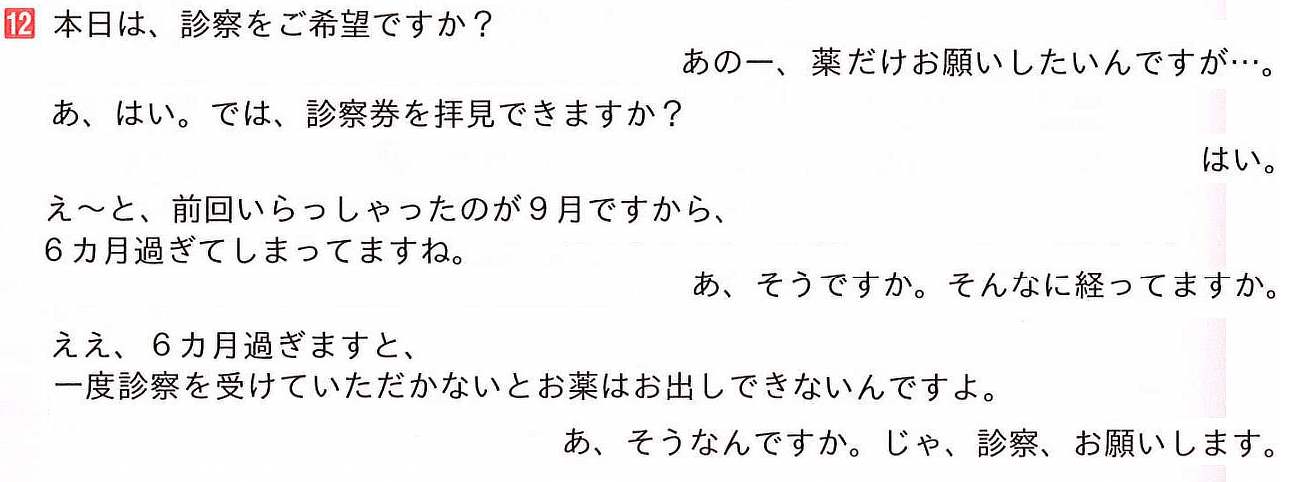 12 本日は、診察をご希望ですか？
あのー、薬だけお願いしたいんですが…。
あ、はい。では、診察券を拝見できますか？
はい。
え～と、前回いらっしゃったのが９月ですから、
６カ月過ぎてしまってますね。
あ、そうですか。そんなに経ってますか。
ええ、６カ月過ぎますと、
一度診察を受けていただかないとお薬はお出しできないんですよ。
あ、そうなんですか。じゃ、診察、お願いします。